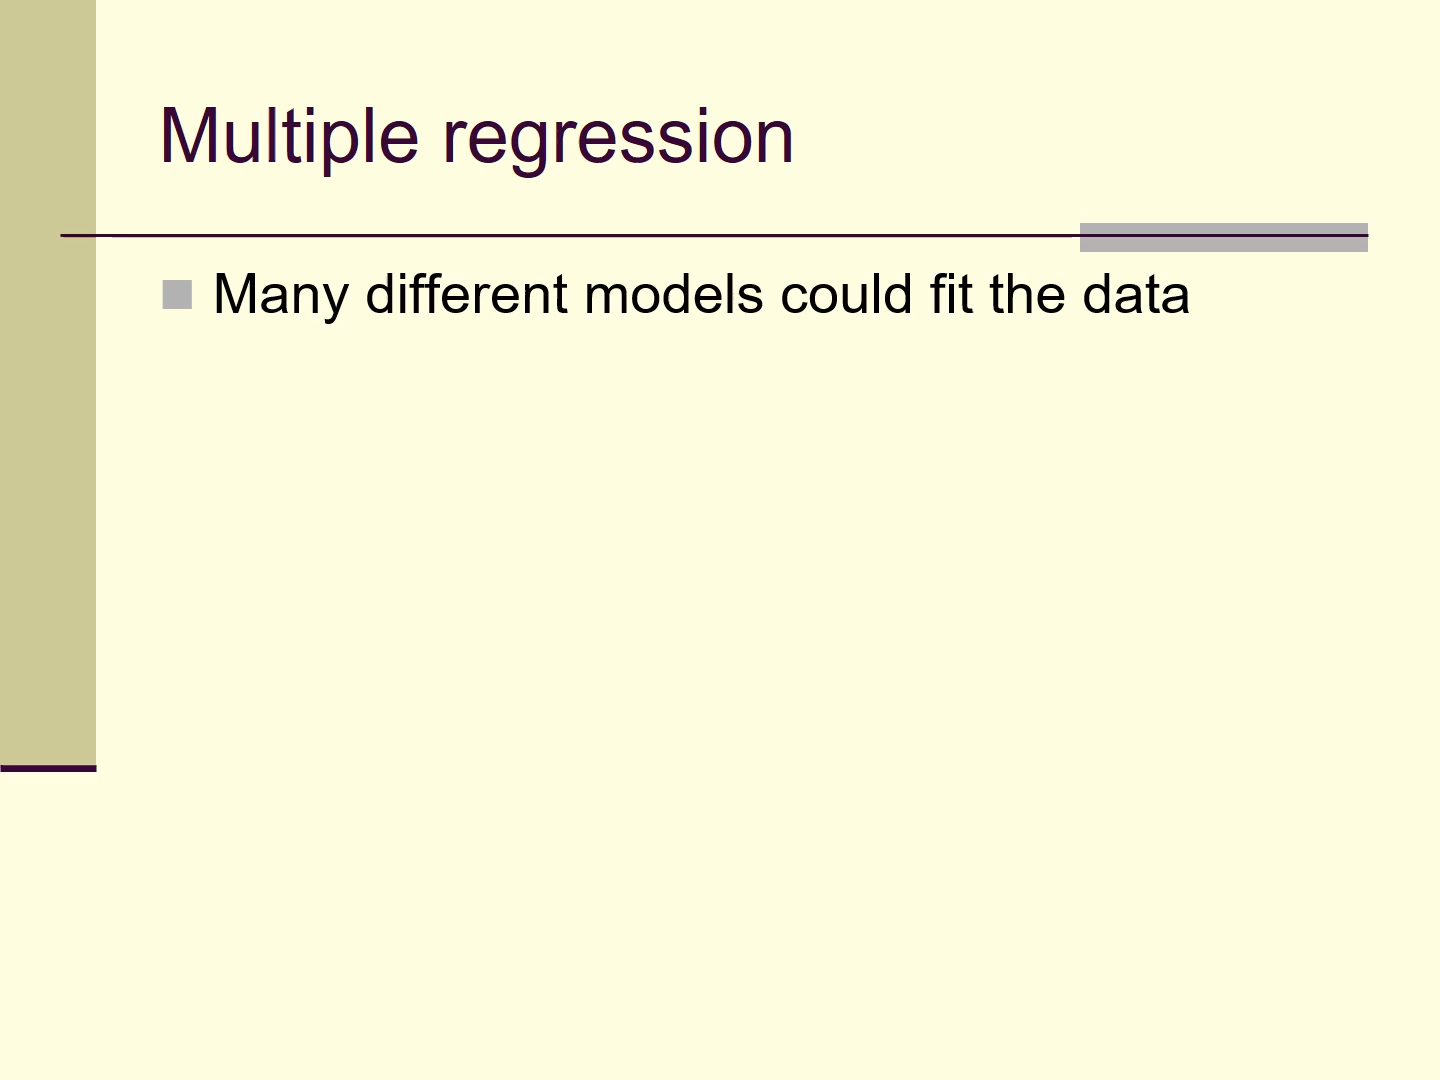 Multiple regression
Many different models could fit the data